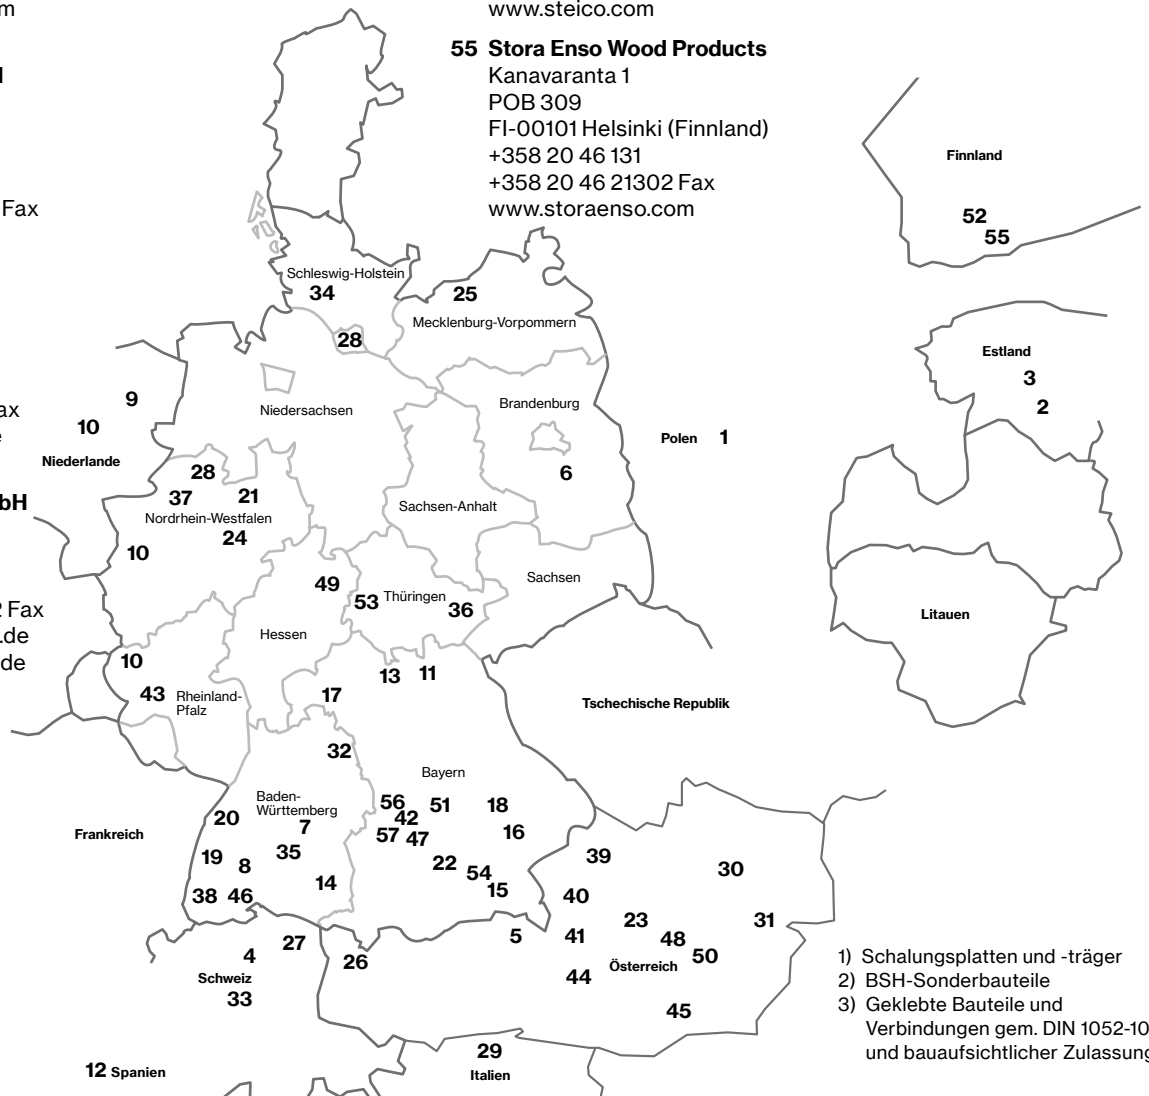 m
www.steico.com
55 Stora Enso Wood Products
Kanavaranta 1
POB 309
FI-00101 Helsinki (Finnland)
+358 20 46 131
+358 20 46 21302 Fax
www.storaenso.com
Fax
ax
bH
2 Fax
.de
de
Finnland
52
55
Schleswig-Holstein
34
25
Mecklenburg-Vorpommern
28
Estland
3
2
9
10
Niederlande
Niedersachsen
Brandenburg
6
Polen 1
28
37
21
Nordrhein-Westfalen
24
10
Sachsen-Anhalt
Sachsen
49
53
Thüringen
36
Hessen
Litauen
10
43
Rheinland-
Pfalz
13
11
17
Tschechische Republik
32
Bayern
Baden-
Württemberg
7
20
56
51
18
42
57
47
16
Frankreich
19
8
35
22
54
15
14
38
46
39
30
40
23
31
41
48
50
Österreich
5
44
45
27
4
Schweiz
33
26
1) Schalungsplatten und -träger
2) BSH-Sonderbauteile
3) Geklebte Bauteile und
Verbindungen gem. DIN 1052-10
und bauaufsichtlicher Zulassung
12 Spanien
29
Italien